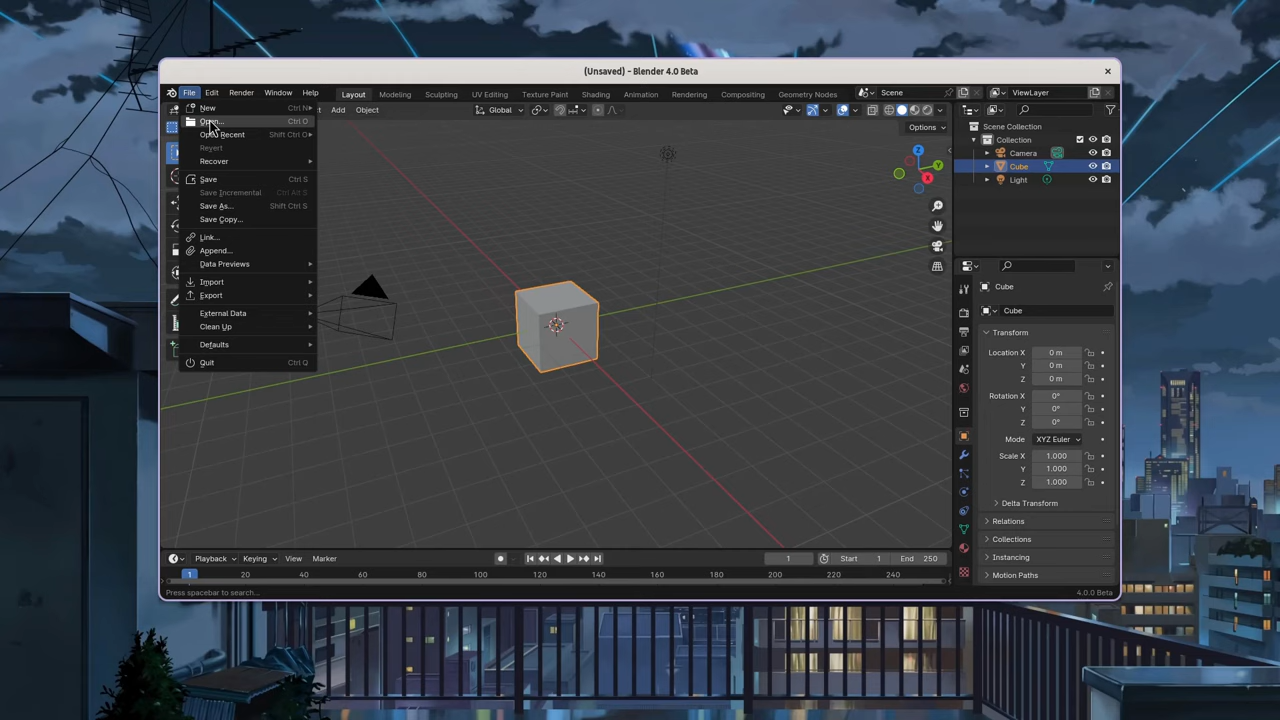 (Unsaved) - Blender 4.0 Beta
File Edit Render Window Help Layout Modeling Sculpting UV Editing Texture Paint Shading Animation Rendering Compositing Geometry Nodes Scene ViewLayer
Add Object Global
Options
New Ctrl N
Open... Ctrl O
Open Recent Shift Ctrl O
Revert
Recover
Save Ctrl S
Save Incremental Ctrl Alt S
Save As... Shift Ctrl S
Save Copy...
Link...
Append...
Data Previews
Import
Export
External Data
Clean Up
Defaults
Quit Ctrl Q
Z
Y
X
Scene Collection
Collection
Camera
Cube
Light
Cube
Cube
Transform
Location X 0 m
Y 0 m
Z 0 m
Rotation X 0°
Y 0°
Z 0°
Mode XYZ Euler
Scale X 1.000
Y 1.000
Z 1.000
Delta Transform
Relations
Collections
Instancing
Motion Paths
Playback Keying View Marker 1 Start 1 End 250
1 20 40 60 80 100 120 140 160 180 200 220 240
Press spacebar to search... 4.0.0 Beta